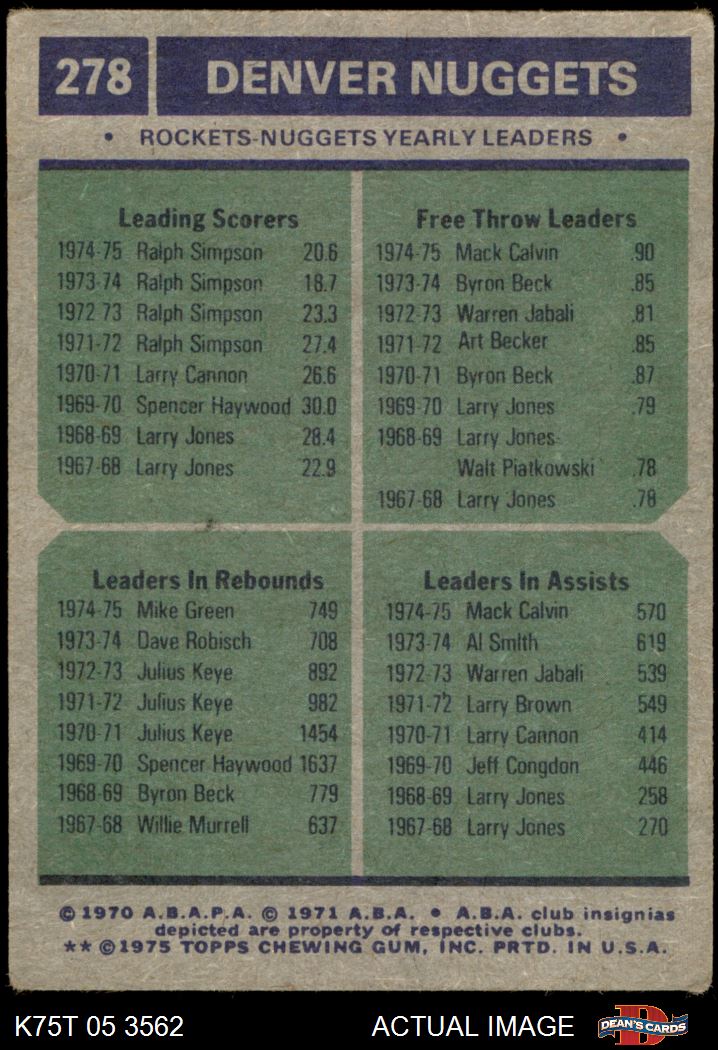 278 DENVER NUGGETS
• ROCKETS-NUGGETS YEARLY LEADERS •
Leading Scorers
1974-75 Ralph Simpson 20.6
1973-74 Ralph Simpson 18.7
1972 73 Ralph Simpson 23.3
1971-72 Ralph Simpson 27.4
1970-71 Larry Cannon 26.6
1969-70 Spencer Haywood 30.0
1968-69 Larry Jones 28.4
1967-68 Larry Jones 22.9
Free Throw Leaders
1974-75 Mack Calvin .90
1973-74 Byron Beck .85
1972-73 Warren Jabali .81
1971-72 Art Becker .85
1970-71 Byron Beck .87
1969-70 Larry Jones .79
1968-69 Larry Jones-
Walt Piatkowski .78
1967-68 Larry Jones .78
Leaders In Rebounds
1974-75 Mike Green 749
1973-74 Dave Robisch 708
1972-73 Julius Keye 892
1971-72 Julius Keye 982
1970-71 Julius Keye 1454
1969-70 Spencer Haywood 1637
1968-69 Byron Beck 779
1967-68 Willie Murrell 637
Leaders In Assists
1974-75 Mack Calvin 570
1973-74 Al Smith 619
1972-73 Warren Jabali 539
1971-72 Larry Brown 549
1970-71 Larry Cannon 414
1969-70 Jeff Congdon 446
1968-69 Larry Jones 258
1967-68 Larry Jones 270
© 1970 A.B.A.P.A. © 1971 A.B.A. • A.B.A. club insignias
depicted are property of respective clubs.
** ©1975 TOPPS CHEWING GUM, INC. PRTD. IN U.S.A.
K75T 05 3562 ACTUAL IMAGE D DEAN'S CARDS